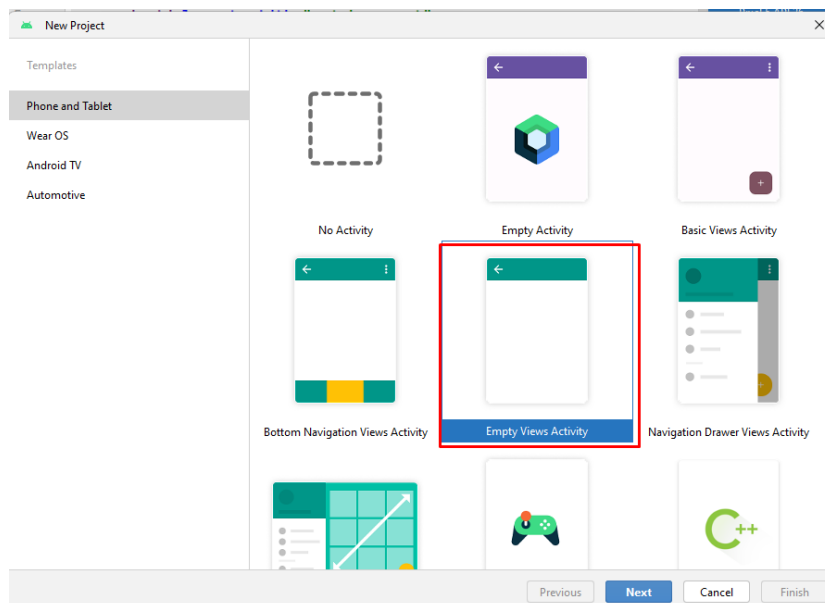 New Project
Templates
Phone and Tablet
Wear OS
Android TV
Automotive
No Activity
Empty Activity
Basic Views Activity
Bottom Navigation Views Activity
Empty Views Activity
Navigation Drawer Views Activity
C++
Previous
Next
Cancel
Finish